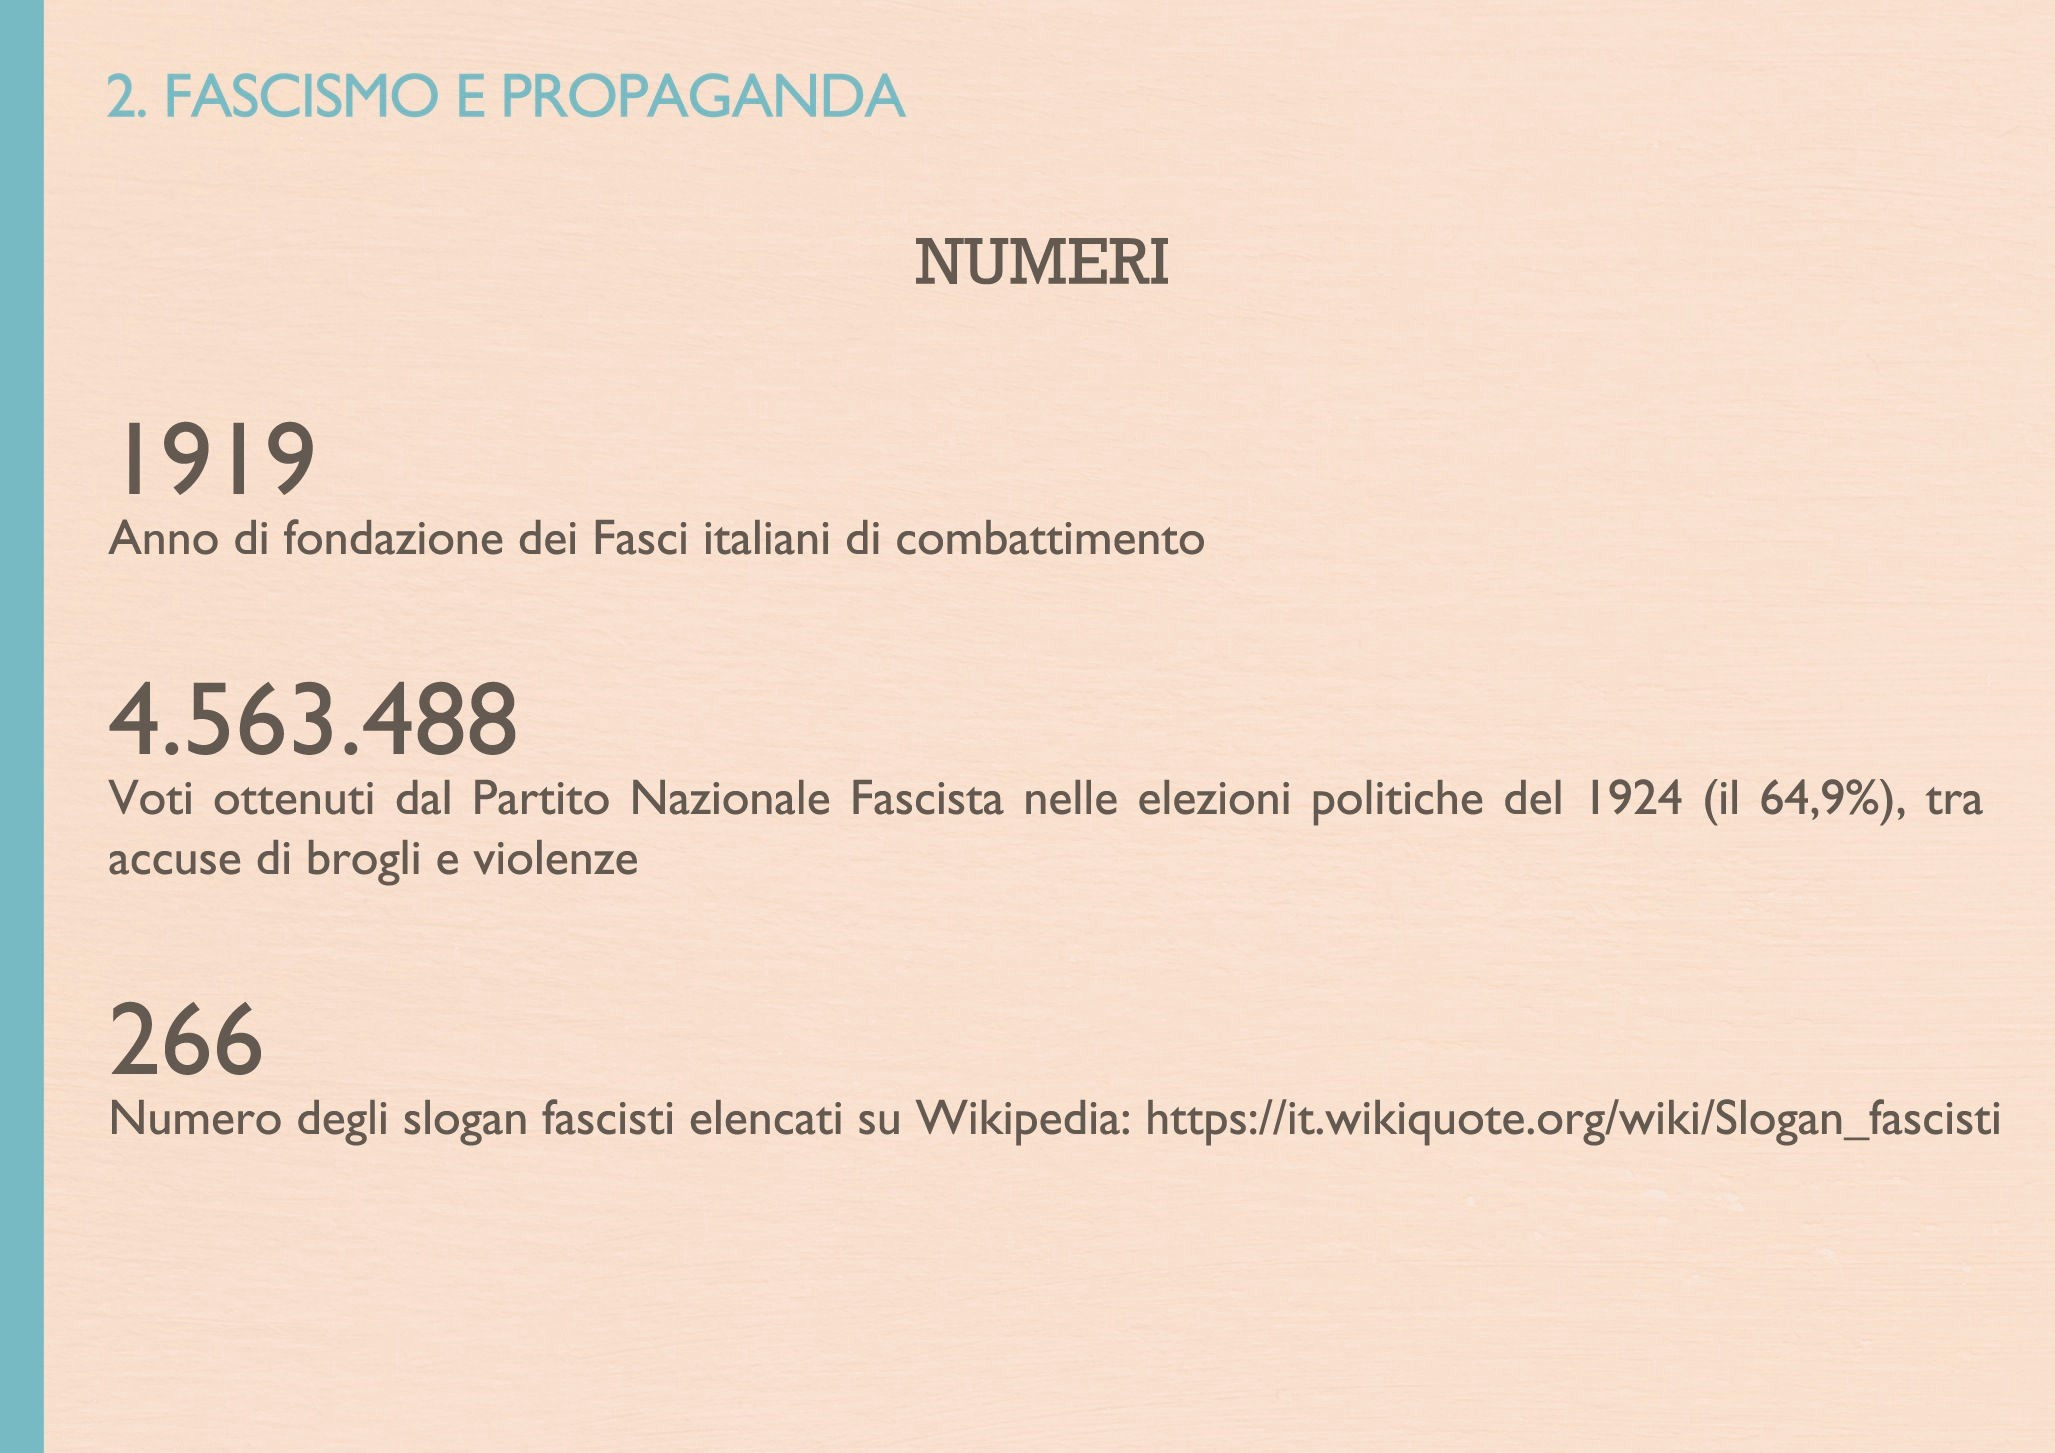 2. FASCISMO E PROPAGANDA
NUMERI
1919
Anno di fondazione dei Fasci italiani di combattimento
4.563.488
Voti ottenuti dal Partito Nazionale Fascista nelle elezioni politiche del 1924 (il 64,9%), tra
accuse di brogli e violenze
266
Numero degli slogan fascisti elencati su Wikipedia: https://it.wikiquote.org/wiki/Slogan_fascisti